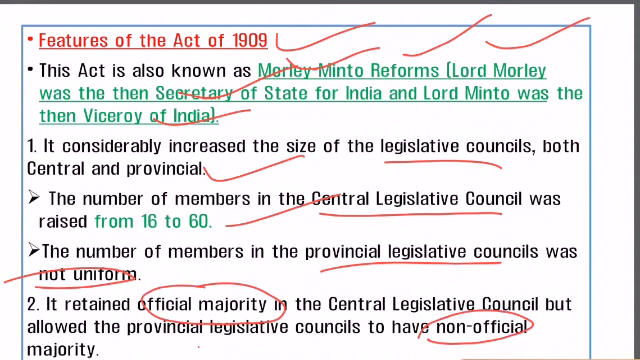 • Features of the Act of 1909
• This Act is also known as Morley Minto Reforms (Lord Morley
was the then Secretary of State for India and Lord Minto was the
then Viceroy of India).
1. It considerably increased the size of the legislative councils, both
Central and provincial.
➢ The number of members in the Central Legislative Council was
raised from 16 to 60.
➢The number of members in the provincial legislative councils was
not uniform.
2. It retained official majority in the Central Legislative Council but
allowed the provincial legislative councils to have non-official
majority.